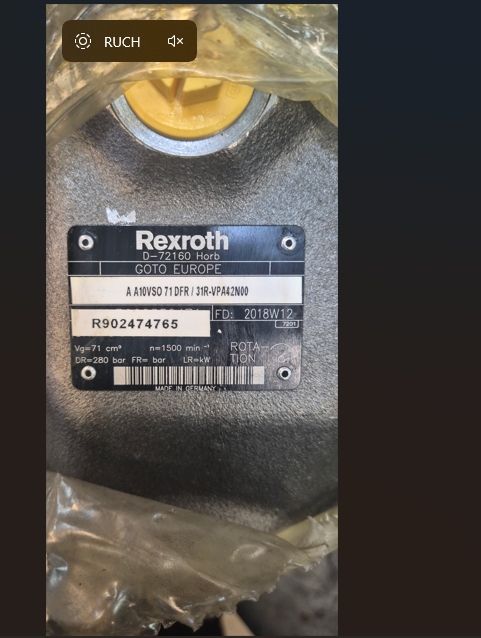 RUCH
Rexroth
D-72160 Horb
GOTO EUROPE
A A10VSO 71 DFR / 31R-VPA42N00
R902474765
FD: 2018W12
7201
Vg=71 cm³ n=1500 min⁻¹
DR=280 bar FR= bar LR=kW
ROTA-
TION
MADE IN GERMANY